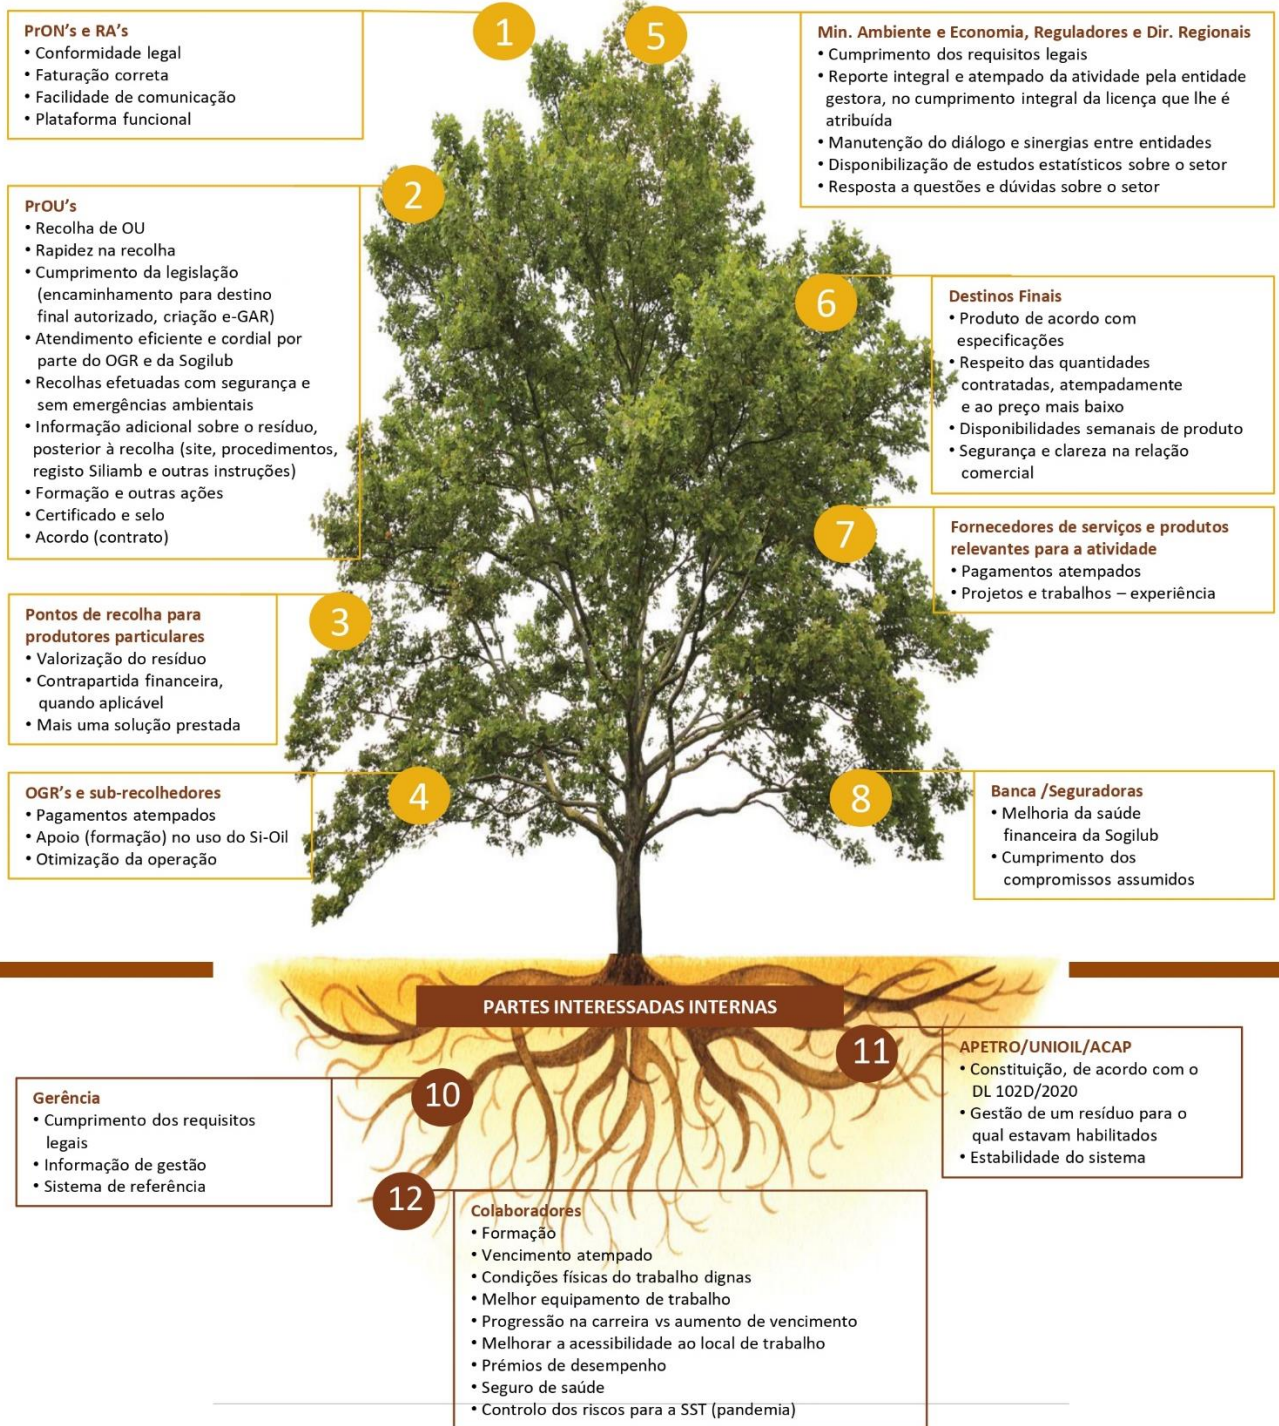 1
PrON's e RA's
• Conformidade legal
• Faturação correta
• Facilidade de comunicação
• Plataforma funcional
2
PrOU's
• Recolha de OU
• Rapidez na recolha
• Cumprimento da legislação
(encaminhamento para destino
final autorizado, criação e-GAR)
• Atendimento eficiente e cordial por
parte do OGR e da Sogilub
• Recolhas efetuadas com segurança e
sem emergências ambientais
• Informação adicional sobre o resíduo,
posterior à recolha (site, procedimentos,
registo Siliamb e outras instruções)
• Formação e outras ações
• Certificado e selo
• Acordo (contrato)
3
Pontos de recolha para
produtores particulares
• Valorização do resíduo
• Contrapartida financeira,
quando aplicável
• Mais uma solução prestada
4
OGR's e sub-recolhedores
• Pagamentos atempados
• Apoio (formação) no uso do Si-Oil
• Otimização da operação
5
Min. Ambiente e Economia, Reguladores e Dir. Regionais
• Cumprimento dos requisitos legais
• Reporte integral e atempado da atividade pela entidade
gestora, no cumprimento integral da licença que lhe é
atribuída
• Manutenção do diálogo e sinergias entre entidades
• Disponibilização de estudos estatísticos sobre o setor
• Resposta a questões e dúvidas sobre o setor
6
Destinos Finais
• Produto de acordo com
especificações
• Respeito das quantidades
contratadas, atempadamente
e ao preço mais baixo
• Disponibilidades semanais de produto
• Segurança e clareza na relação
comercial
7
Fornecedores de serviços e produtos
relevantes para a atividade
• Pagamentos atempados
• Projetos e trabalhos – experiência
8
Banca /Seguradoras
• Melhoria da saúde
financeira da Sogilub
• Cumprimento dos
compromissos assumidos
PARTES INTERESSADAS INTERNAS
10
Gerência
• Cumprimento dos requisitos
legais
• Informação de gestão
• Sistema de referência
11
APETRO/UNIOIL/ACAP
• Constituição, de acordo com o
DL 102D/2020
• Gestão de um resíduo para o
qual estavam habilitados
• Estabilidade do sistema
12
Colaboradores
• Formação
• Vencimento atempado
• Condições físicas do trabalho dignas
• Melhor equipamento de trabalho
• Progressão na carreira vs aumento de vencimento
• Melhorar a acessibilidade ao local de trabalho
• Prémios de desempenho
• Seguro de saúde
• Controlo dos riscos para a SST (pandemia)